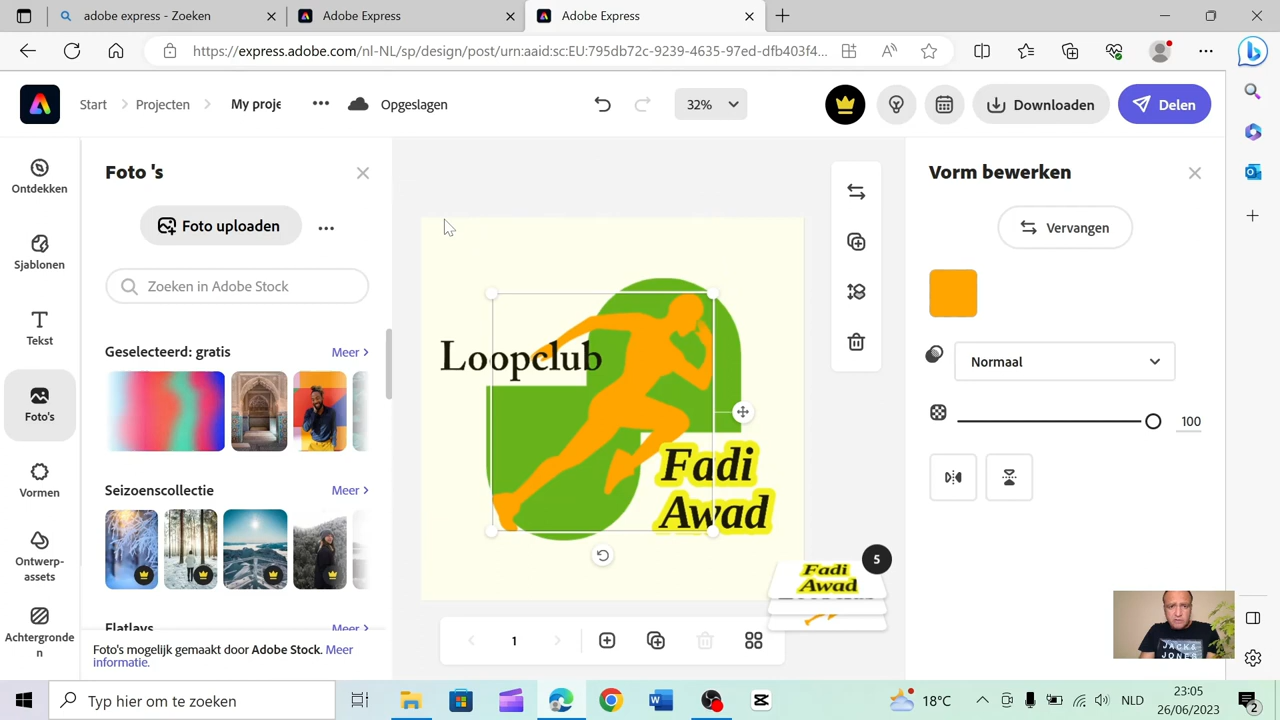 adobe express - Zoeken
Adobe Express
Adobe Express
https://express.adobe.com/nl-NL/sp/design/post/urn:aaid:sc:EU:795db72c-9239-4635-97ed-dfb403f4...
Start
Projecten
My proje
Opgeslagen
32%
Downloaden
Delen
Ontdekken
Sjablonen
Tekst
Foto's
Vormen
Ontwerp-
assets
Achtergronde
n
Foto 's
Foto uploaden
Zoeken in Adobe Stock
Geselecteerd: gratis
Meer
Seizoenscollectie
Meer
Flatlays
Meer
Foto's mogelijk gemaakt door Adobe Stock. Meer
informatie.
Loopclub
Fadi
Awad
5
Fadi
Awad
1
Vorm bewerken
Vervangen
Normaal
100
JACK &
JONES
Typ hier om te zoeken
18°C
NLD
23:05
26/06/2023
2